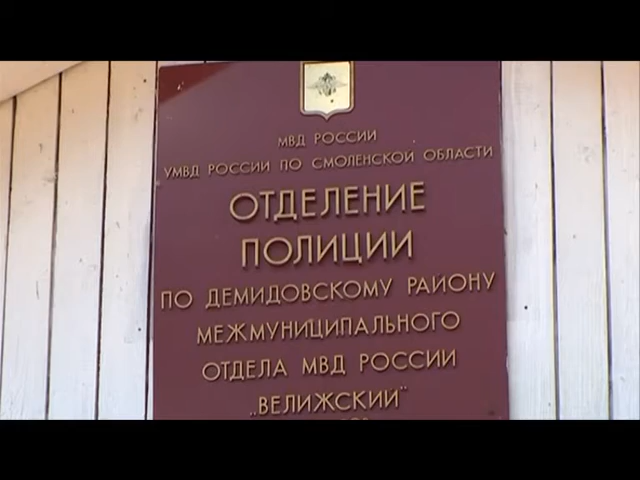 МВД РОССИИ
УМВД РОССИИ ПО СМОЛЕНСКОЙ ОБЛАСТИ
ОТДЕЛЕНИЕ
ПОЛИЦИИ
ПО ДЕМИДОВСКОМУ РАЙОНУ
МЕЖМУНИЦИПАЛЬНОГО
ОТДЕЛА МВД РОССИИ
„ВЕЛИЖСКИЙ"